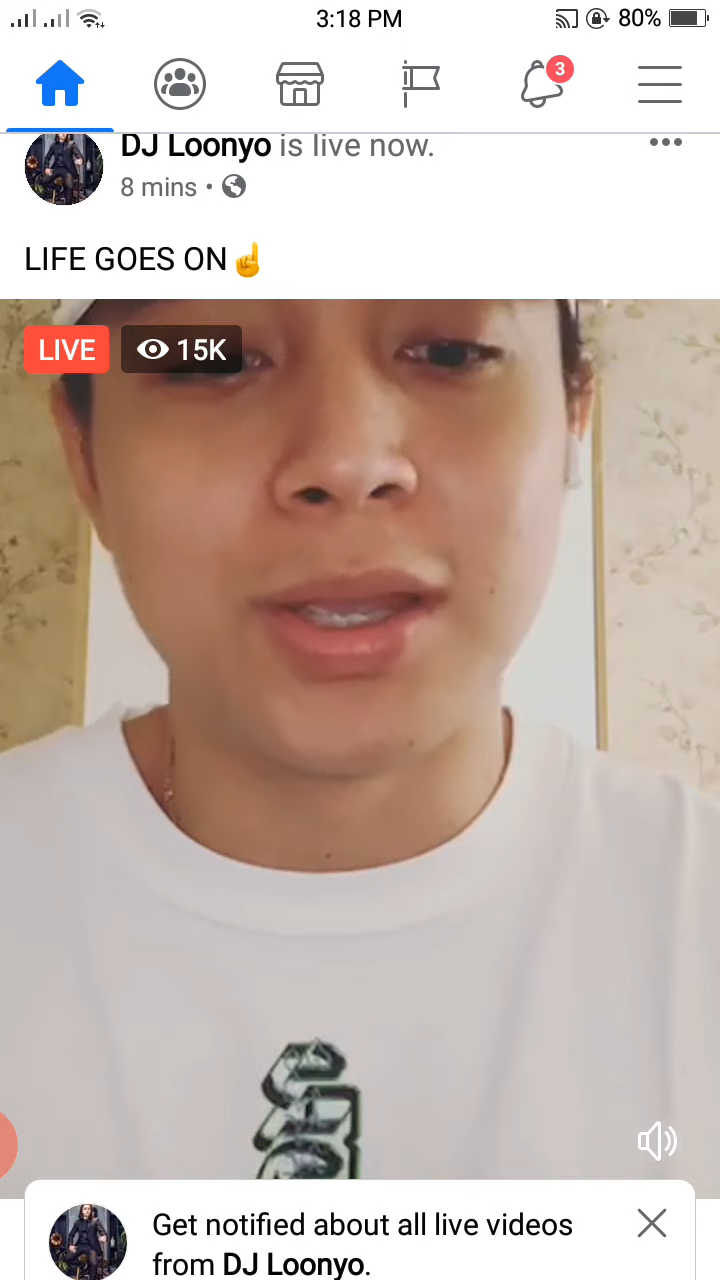 3:18 PM
80%
3
DJ Loonyo is live now.
8 mins •
LIFE GOES ON☝️
LIVE
15K
Get notified about all live videos
from DJ Loonyo.